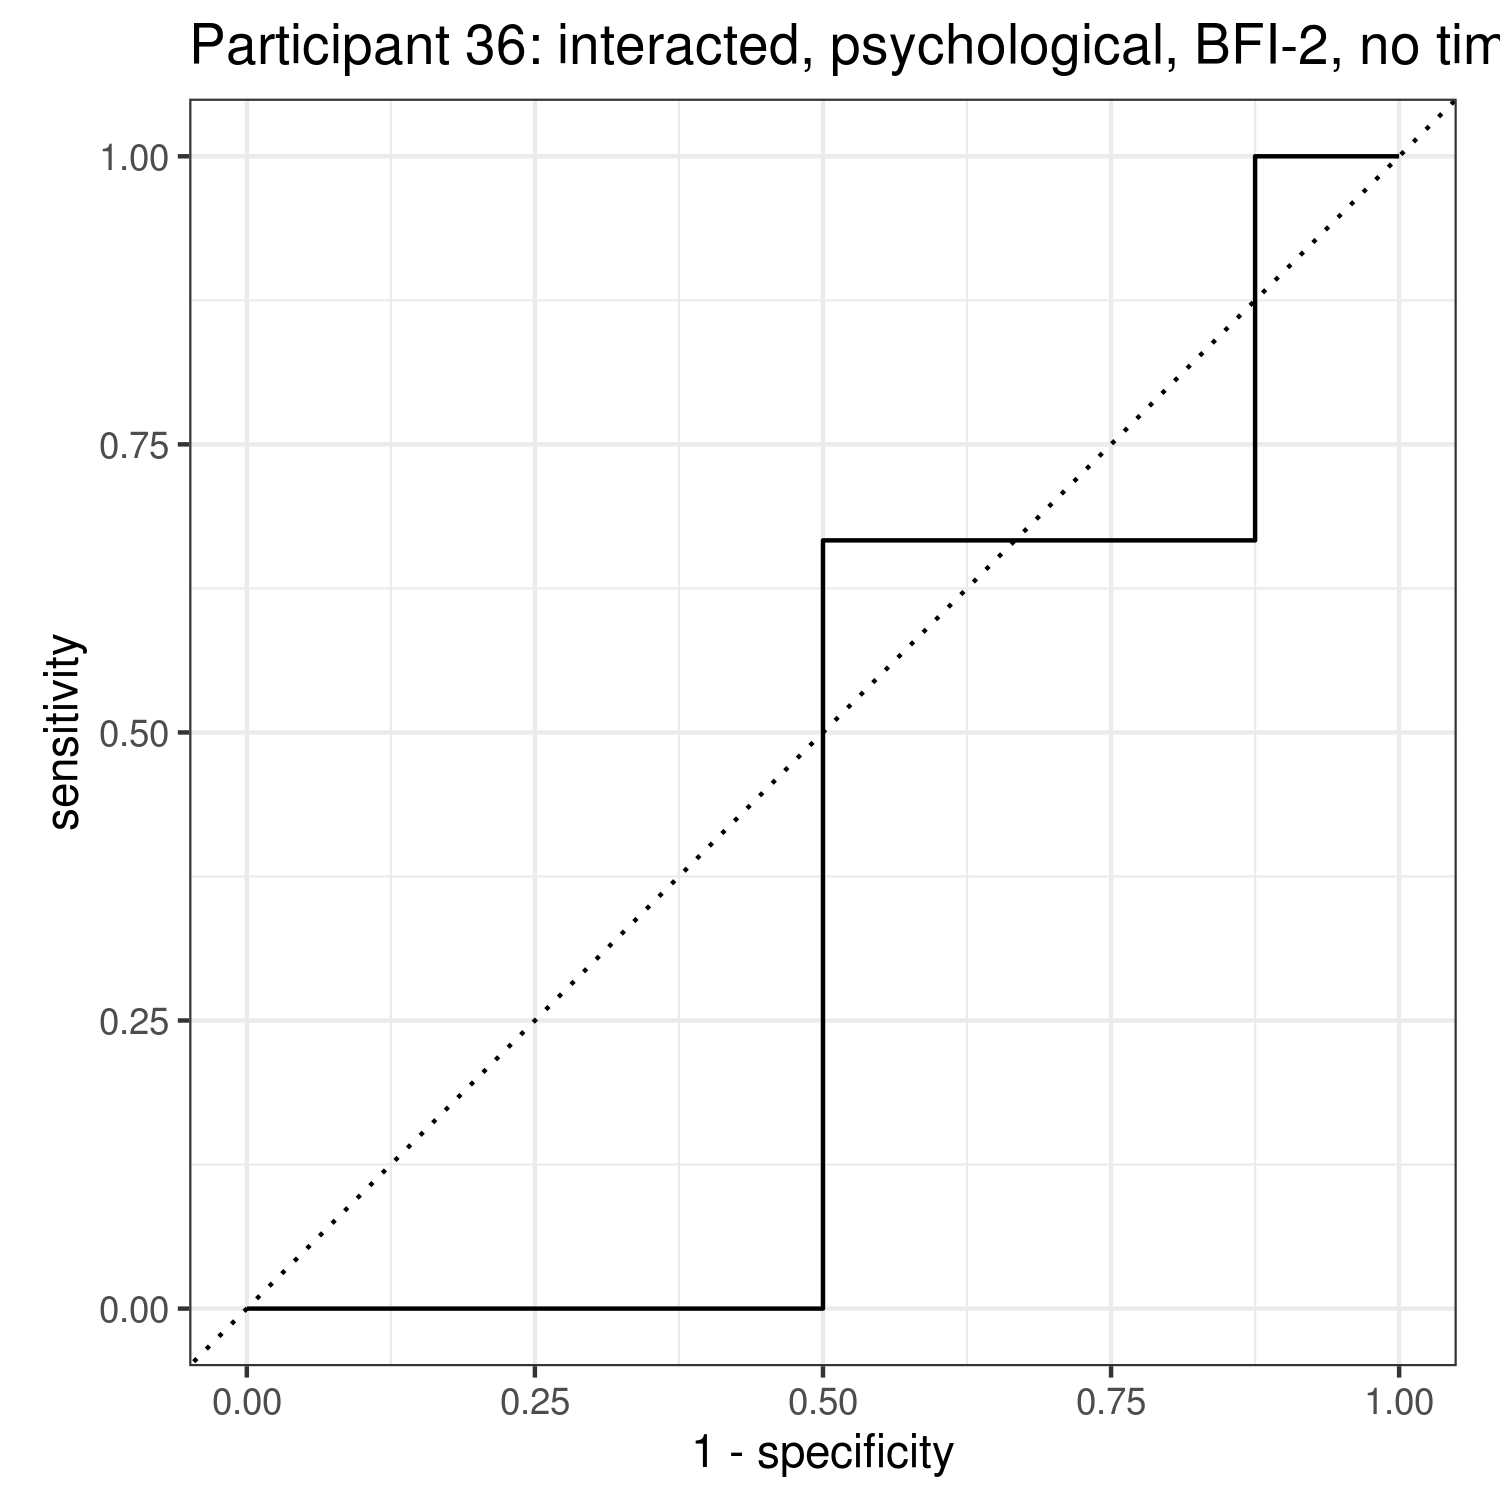 Participant 36: interacted, psychological, BFI-2, no tim
1.00
0.75
0.50
0.25
0.00
sensitivity
0.00 0.25 0.50 0.75 1.00
1 - specificity